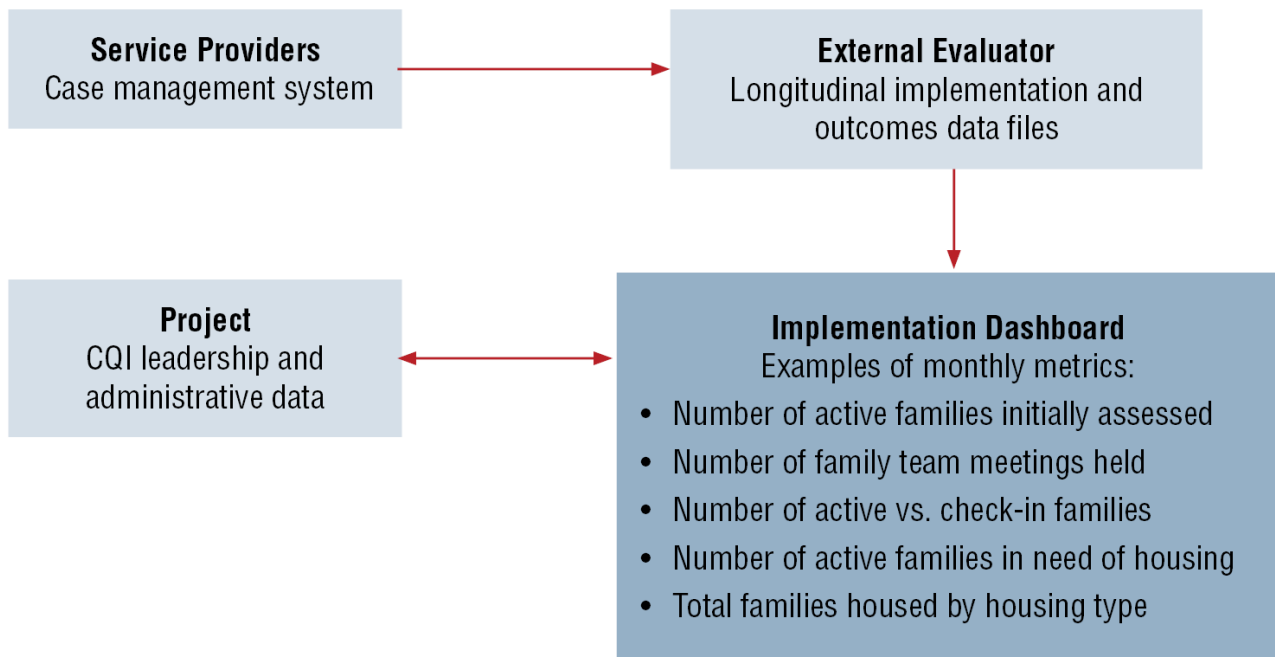 Service Providers
Case management system
External Evaluator
Longitudinal implementation and
outcomes data files
Project
CQI leadership and
administrative data
Implementation Dashboard
Examples of monthly metrics:
• Number of active families initially assessed
• Number of family team meetings held
• Number of active vs. check-in families
• Number of active families in need of housing
• Total families housed by housing type